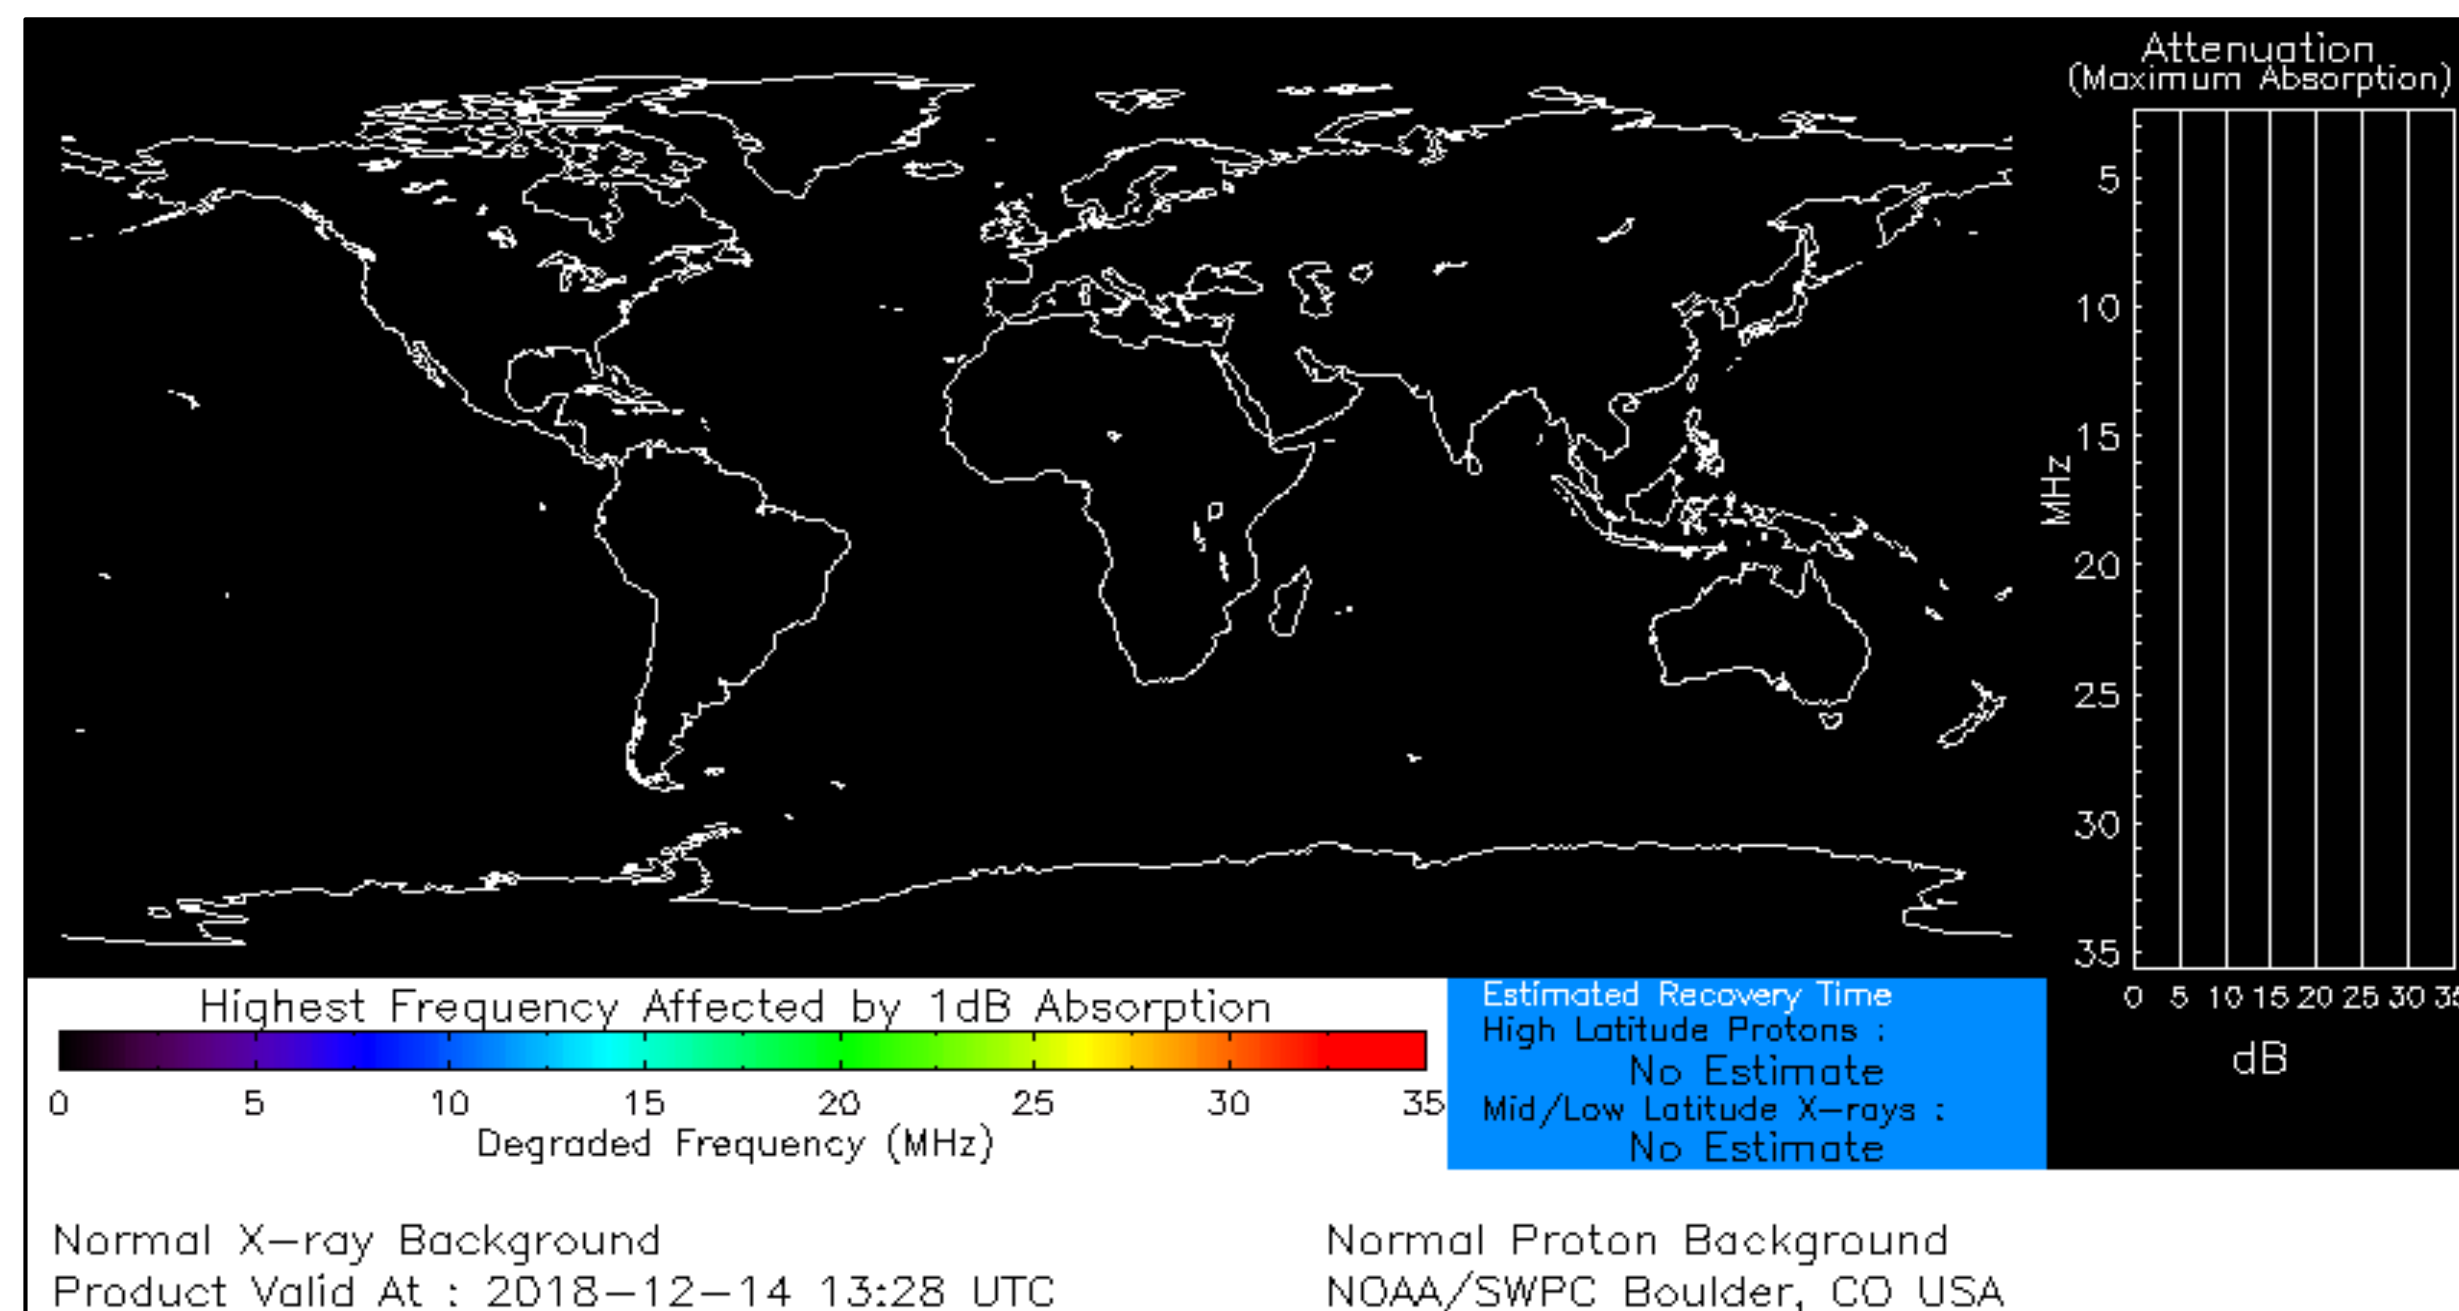 Attenuation
(Maximum Absorption)
5
10
15
20
25
30
35
MHz
0 5 10 15 20 25 30 35
dB
Highest Frequency Affected by 1dB Absorption
0 5 10 15 20 25 30 35
Degraded Frequency (MHz)
Estimated Recovery Time
High Latitude Protons :
No Estimate
Mid/Low Latitude X-rays :
No Estimate
Normal X-ray Background
Normal Proton Background
Product Valid At : 2018-12-14 13:28 UTC
NOAA/SWPC Boulder, CO USA